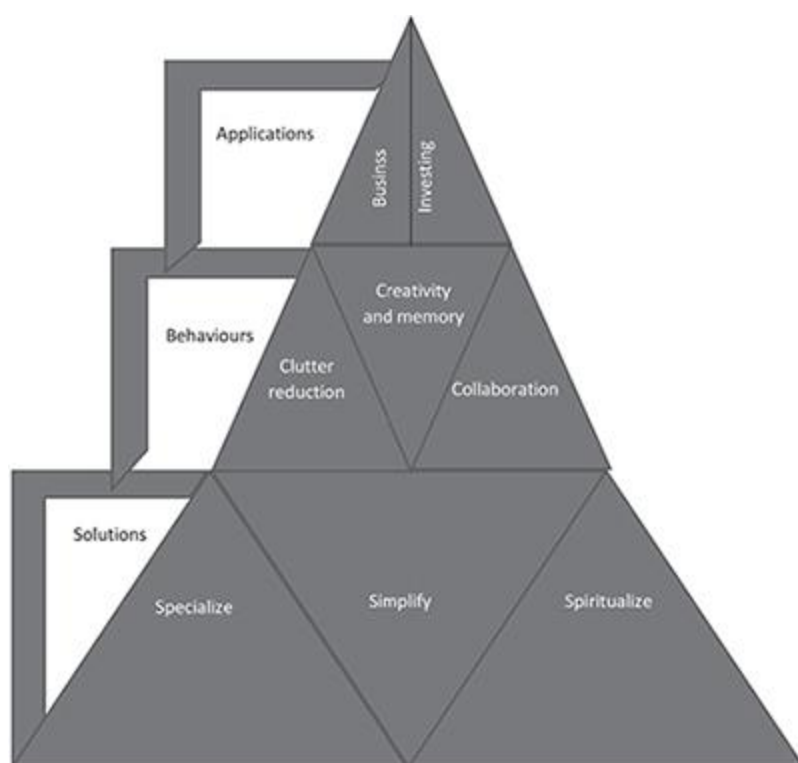 Applications
Businss
Investing
Behaviours
Creativity
and memory
Clutter
reduction
Collaboration
Solutions
Specialize
Simplify
Spiritualize